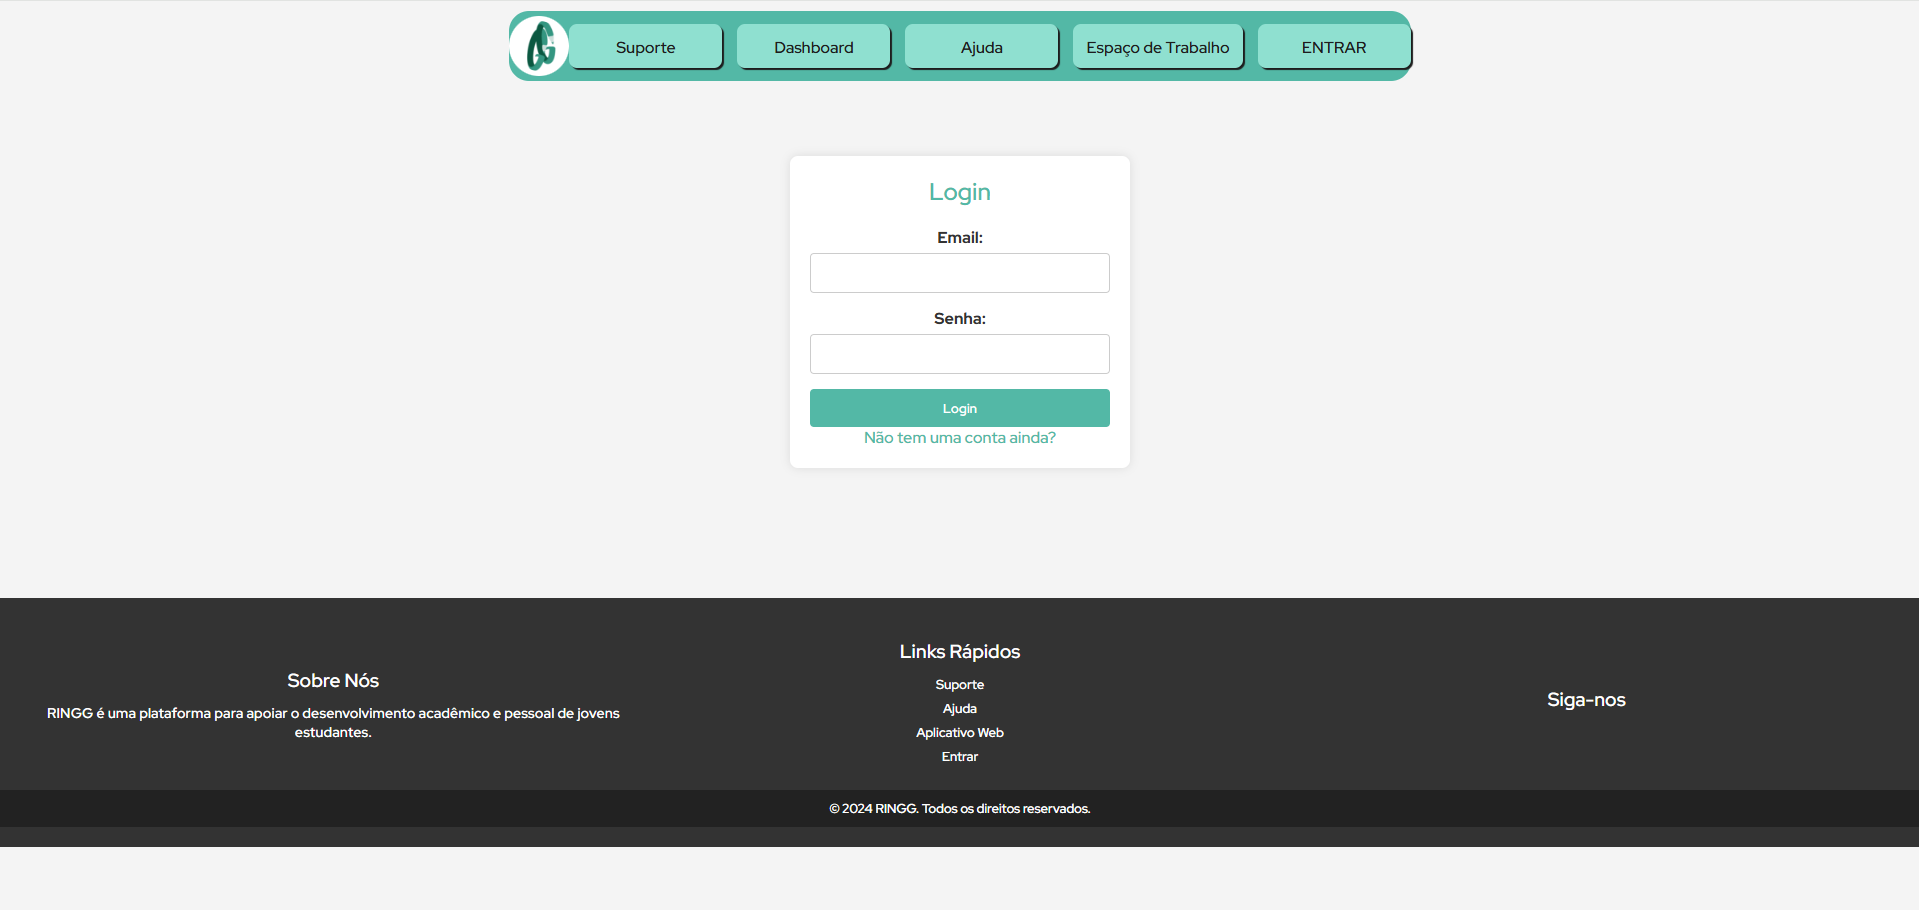 Suporte
Dashboard
Ajuda
Espaço de Trabalho
ENTRAR
Login
Email:
Senha:
Login
Não tem uma conta ainda?
Sobre Nós
RINGG é uma plataforma para apoiar o desenvolvimento acadêmico e pessoal de jovens
estudantes.
Links Rápidos
Suporte
Ajuda
Aplicativo Web
Entrar
Siga-nos
© 2024 RINGG. Todos os direitos reservados.